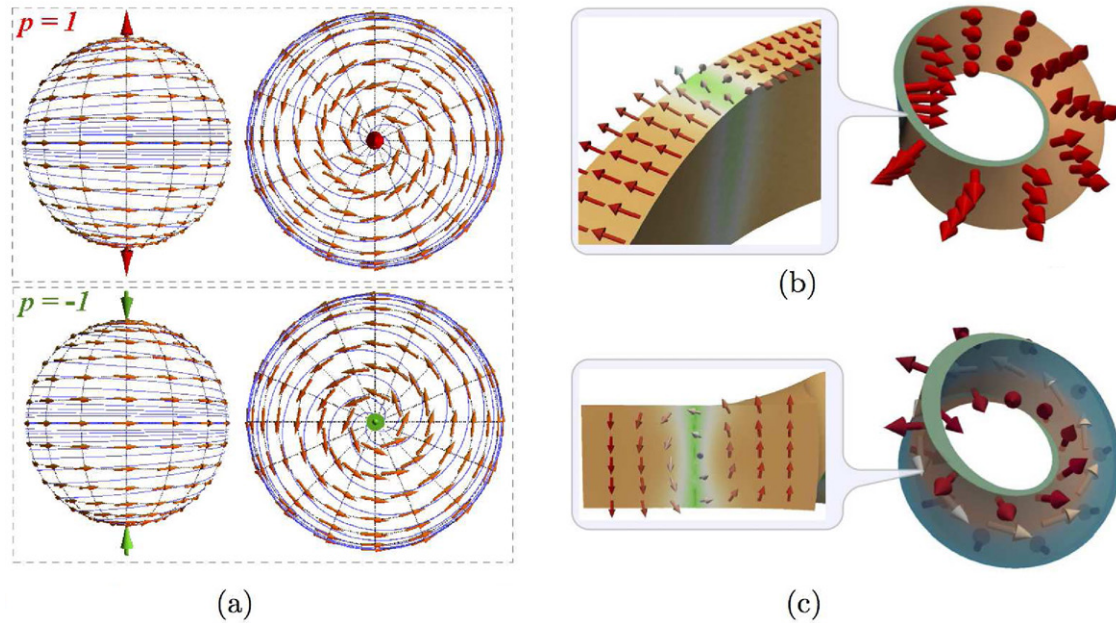 p = 1
p = -1
(a)
(b)
(c)